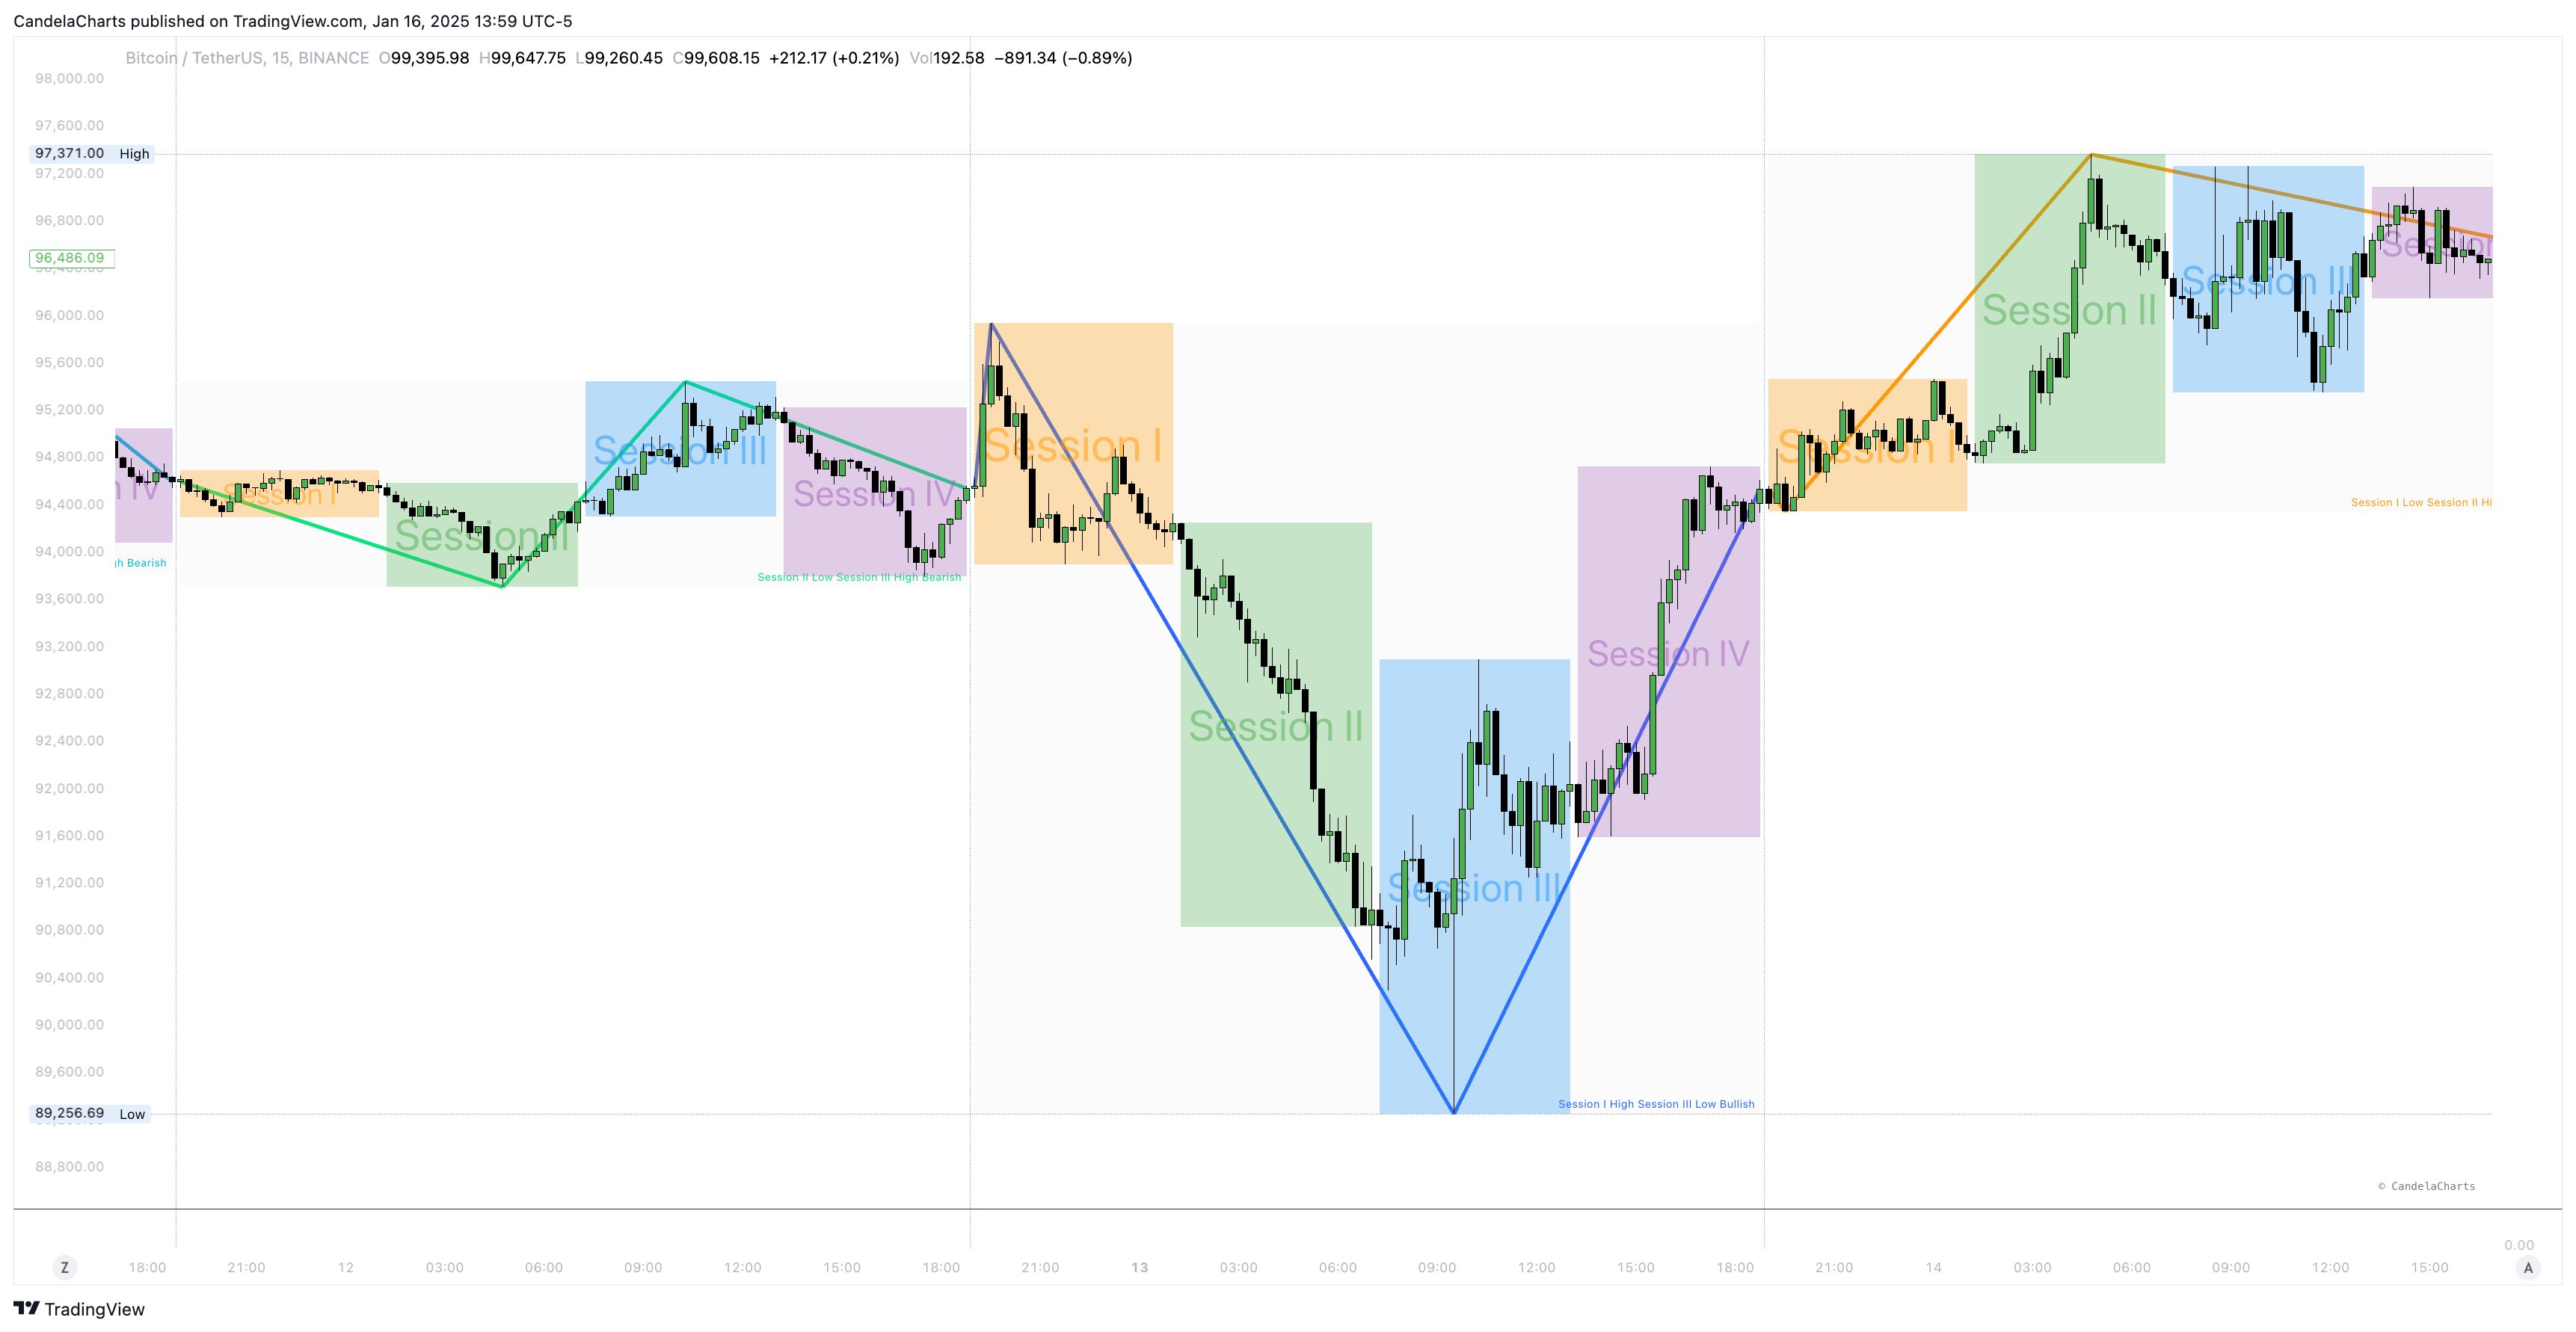 CandelaCharts published on TradingView.com, Jan 16, 2025 13:59 UTC-5
Bitcoin / TetherUS, 15, BINANCE O99,395.98 H99,647.75 L99,260.45 C99,608.15 +212.17 (+0.21%) Vol192.58 −891.34 (−0.89%)
98,000.00
97,600.00
97,371.00 High
97,200.00
96,800.00
96,486.09
96,000.00
95,600.00
95,200.00
94,800.00
94,400.00
94,000.00
93,600.00
93,200.00
92,800.00
92,400.00
92,000.00
91,600.00
91,200.00
90,800.00
90,400.00
90,000.00
89,600.00
89,256.69 Low
88,800.00
n IV
gh Bearish
Session I
Session II
Session III
Session IV
Session II Low Session III High Bearish
Session I
Session II
Session III
Session IV
Session I High Session III Low Bullish
Session I
Session II
Session III
Session
Session I Low Session II Hi
© CandelaCharts
0.00
Z 18:00 21:00 12 03:00 06:00 09:00 12:00 15:00 18:00 21:00 13 03:00 06:00 09:00 12:00 15:00 18:00 21:00 14 03:00 06:00 09:00 12:00 15:00 A
TradingView